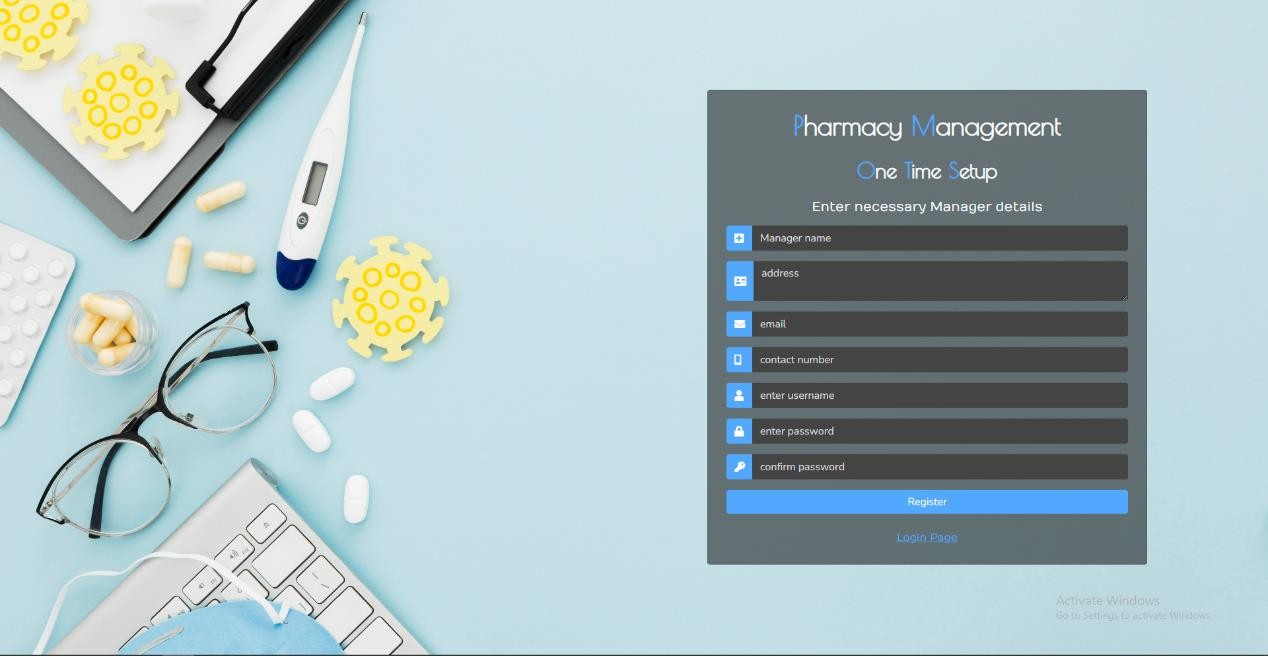 Pharmacy Management
One Time Setup
Enter necessary Manager details
Manager name
address
email
contact number
enter username
enter password
confirm password
Register
Login Page
Activate Windows
Go to Settings to activate Windows.